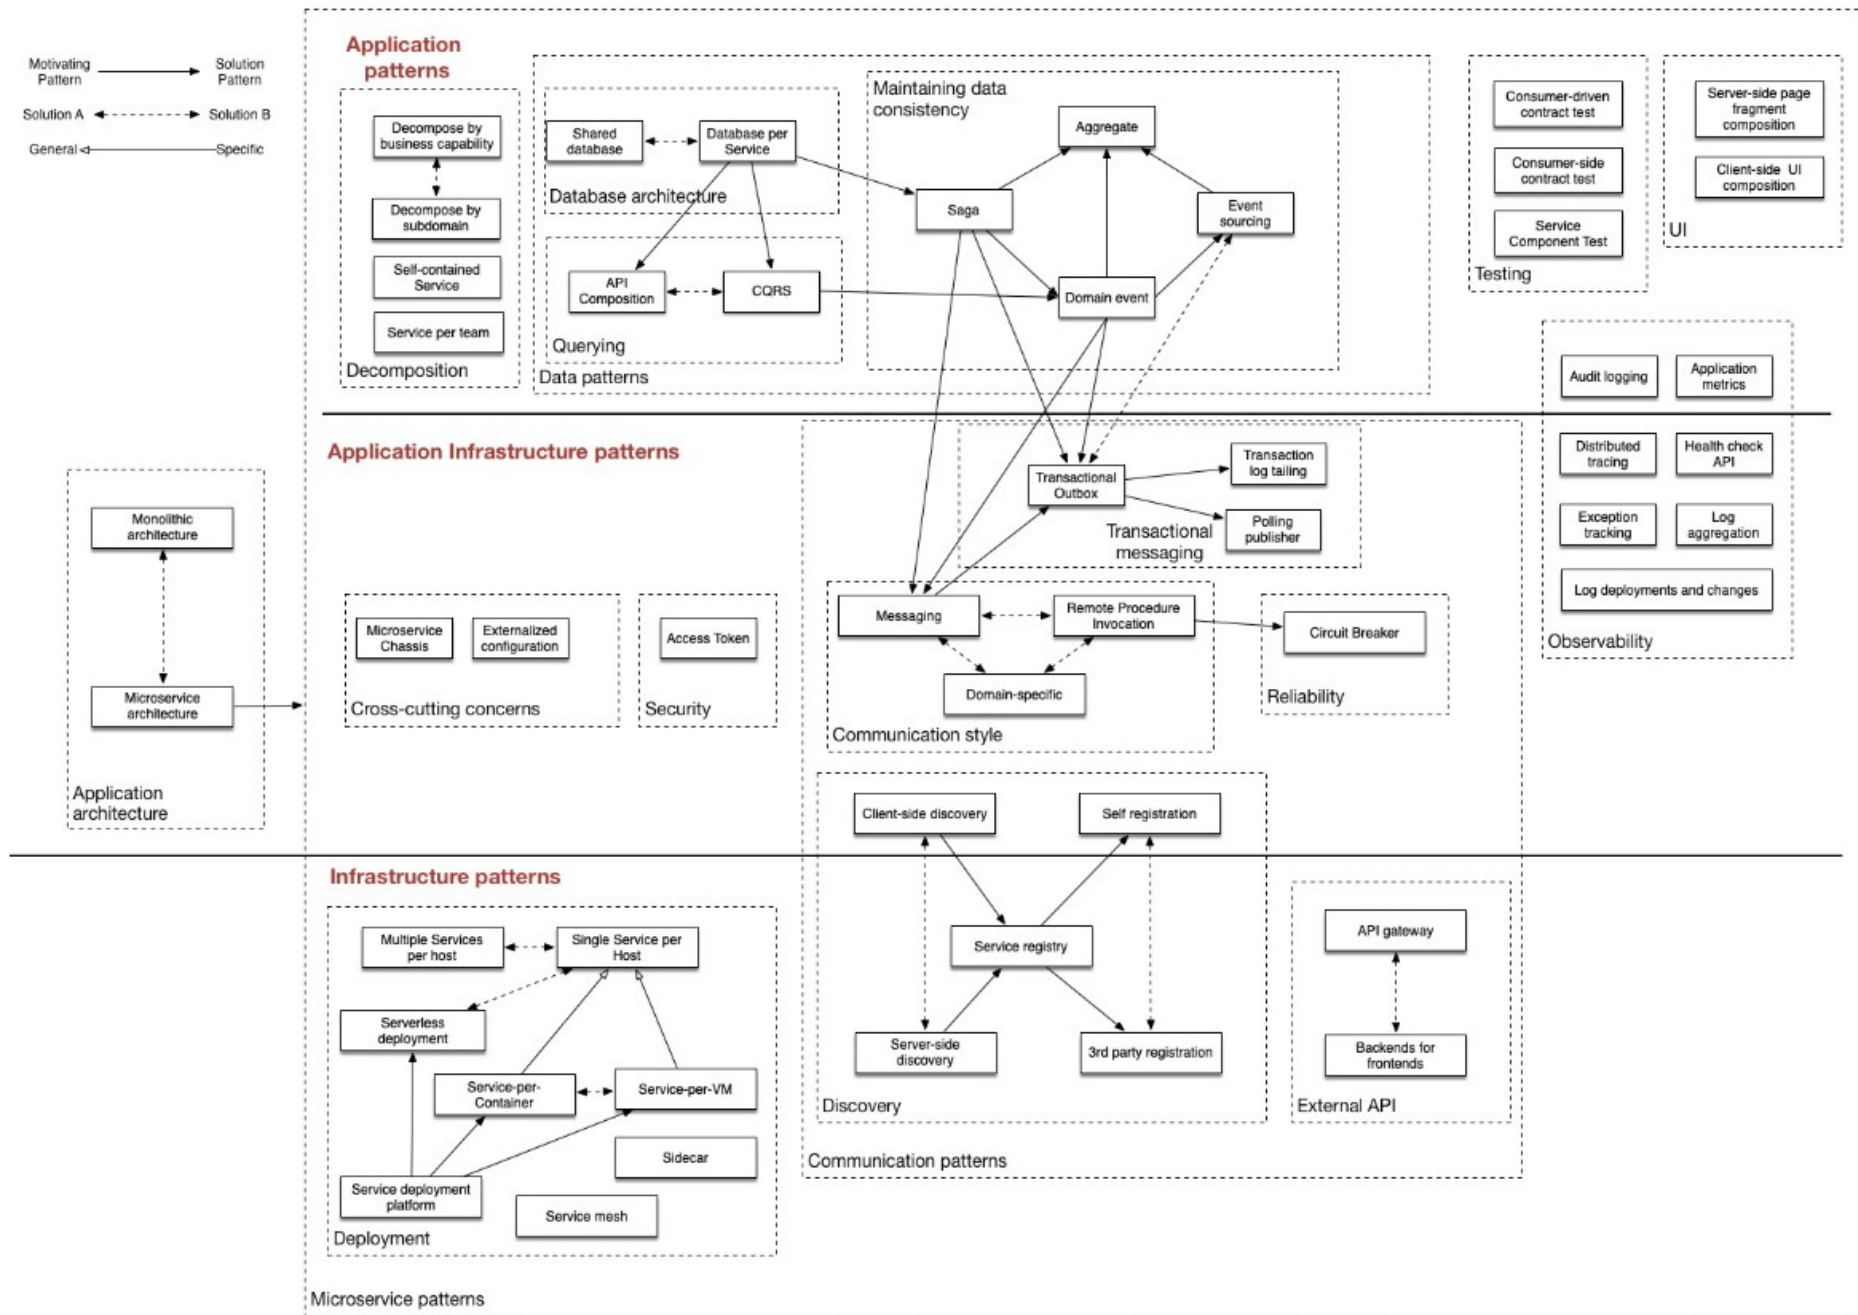 Motivating
Pattern
Solution
Pattern
Solution A
Solution B
General
Specific
Application
patterns
Decompose by
business capability
Decompose by
subdomain
Self-contained
Service
Service per team
Decomposition
Shared
database
Database per
Service
Database architecture
API
Composition
CQRS
Querying
Data patterns
Maintaining data
consistency
Aggregate
Saga
Event
sourcing
Domain event
Consumer-driven
contract test
Consumer-side
contract test
Service
Component Test
Testing
Server-side page
fragment
composition
Client-side UI
composition
UI
Audit logging
Application
metrics
Distributed
tracing
Health check
API
Exception
tracking
Log
aggregation
Log deployments and changes
Observability
Application Infrastructure patterns
Monolithic
architecture
Microservice
architecture
Application
architecture
Microservice
Chassis
Externalized
configuration
Cross-cutting concerns
Access Token
Security
Transactional
Outbox
Transaction
log tailing
Polling
publisher
Transactional
messaging
Messaging
Remote Procedure
Invocation
Domain-specific
Communication style
Circuit Breaker
Reliability
Client-side discovery
Self registration
Service registry
Server-side
discovery
3rd party registration
Discovery
API gateway
Backends for
frontends
External API
Communication patterns
Infrastructure patterns
Multiple Services
per host
Single Service per
Host
Serverless
deployment
Service-per-
Container
Service-per-VM
Sidecar
Service deployment
platform
Service mesh
Deployment
Microservice patterns